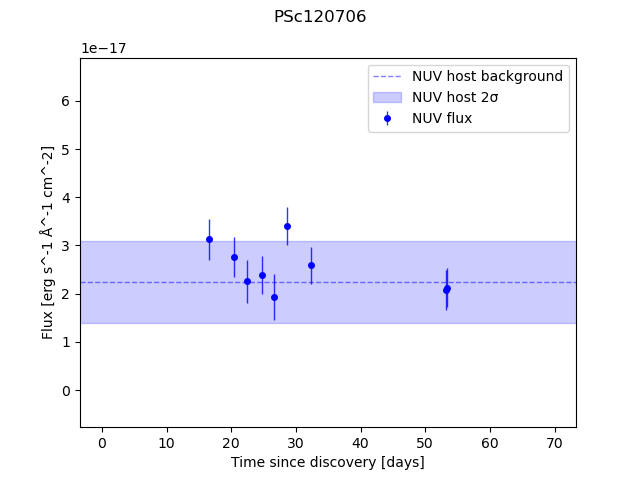 PSc120706
1e−17
NUV host background
NUV host 2σ
NUV flux
6
5
4
3
2
1
0
Flux [erg s^-1 Å^-1 cm^-2]
0 10 20 30 40 50 60 70
Time since discovery [days]